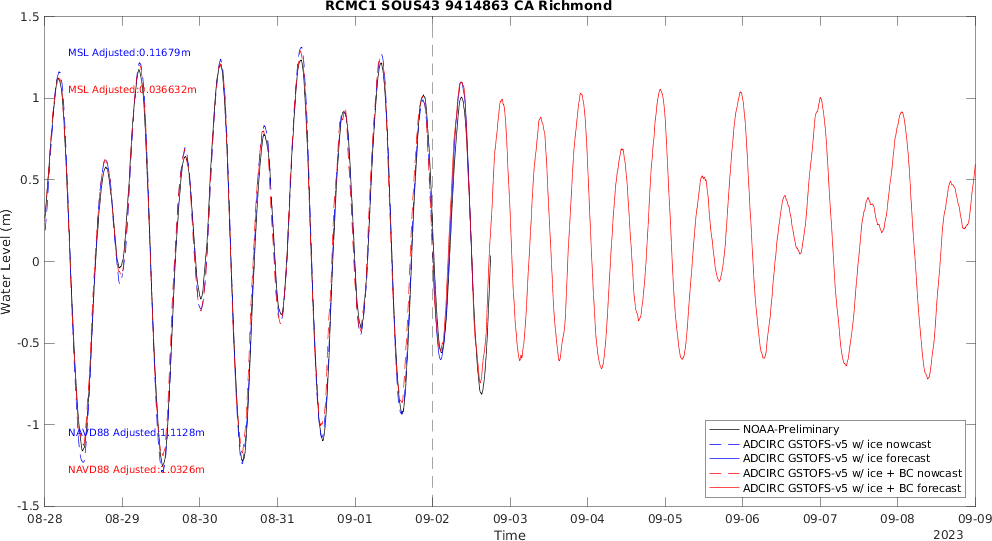 RCMC1 SOUS43 9414863 CA Richmond
1.5
1
0.5
0
-0.5
-1
-1.5
Water Level (m)
MSL Adjusted:0.11679m
MSL Adjusted:0.036632m
NAVD88 Adjusted:1.1128m
NAVD88 Adjusted:1.0326m
NOAA-Preliminary
ADCIRC GSTOFS-v5 w/ ice nowcast
ADCIRC GSTOFS-v5 w/ ice forecast
ADCIRC GSTOFS-v5 w/ ice + BC nowcast
ADCIRC GSTOFS-v5 w/ ice + BC forecast
08-28 08-29 08-30 08-31 09-01 09-02 09-03 09-04 09-05 09-06 09-07 09-08 09-09
Time
2023